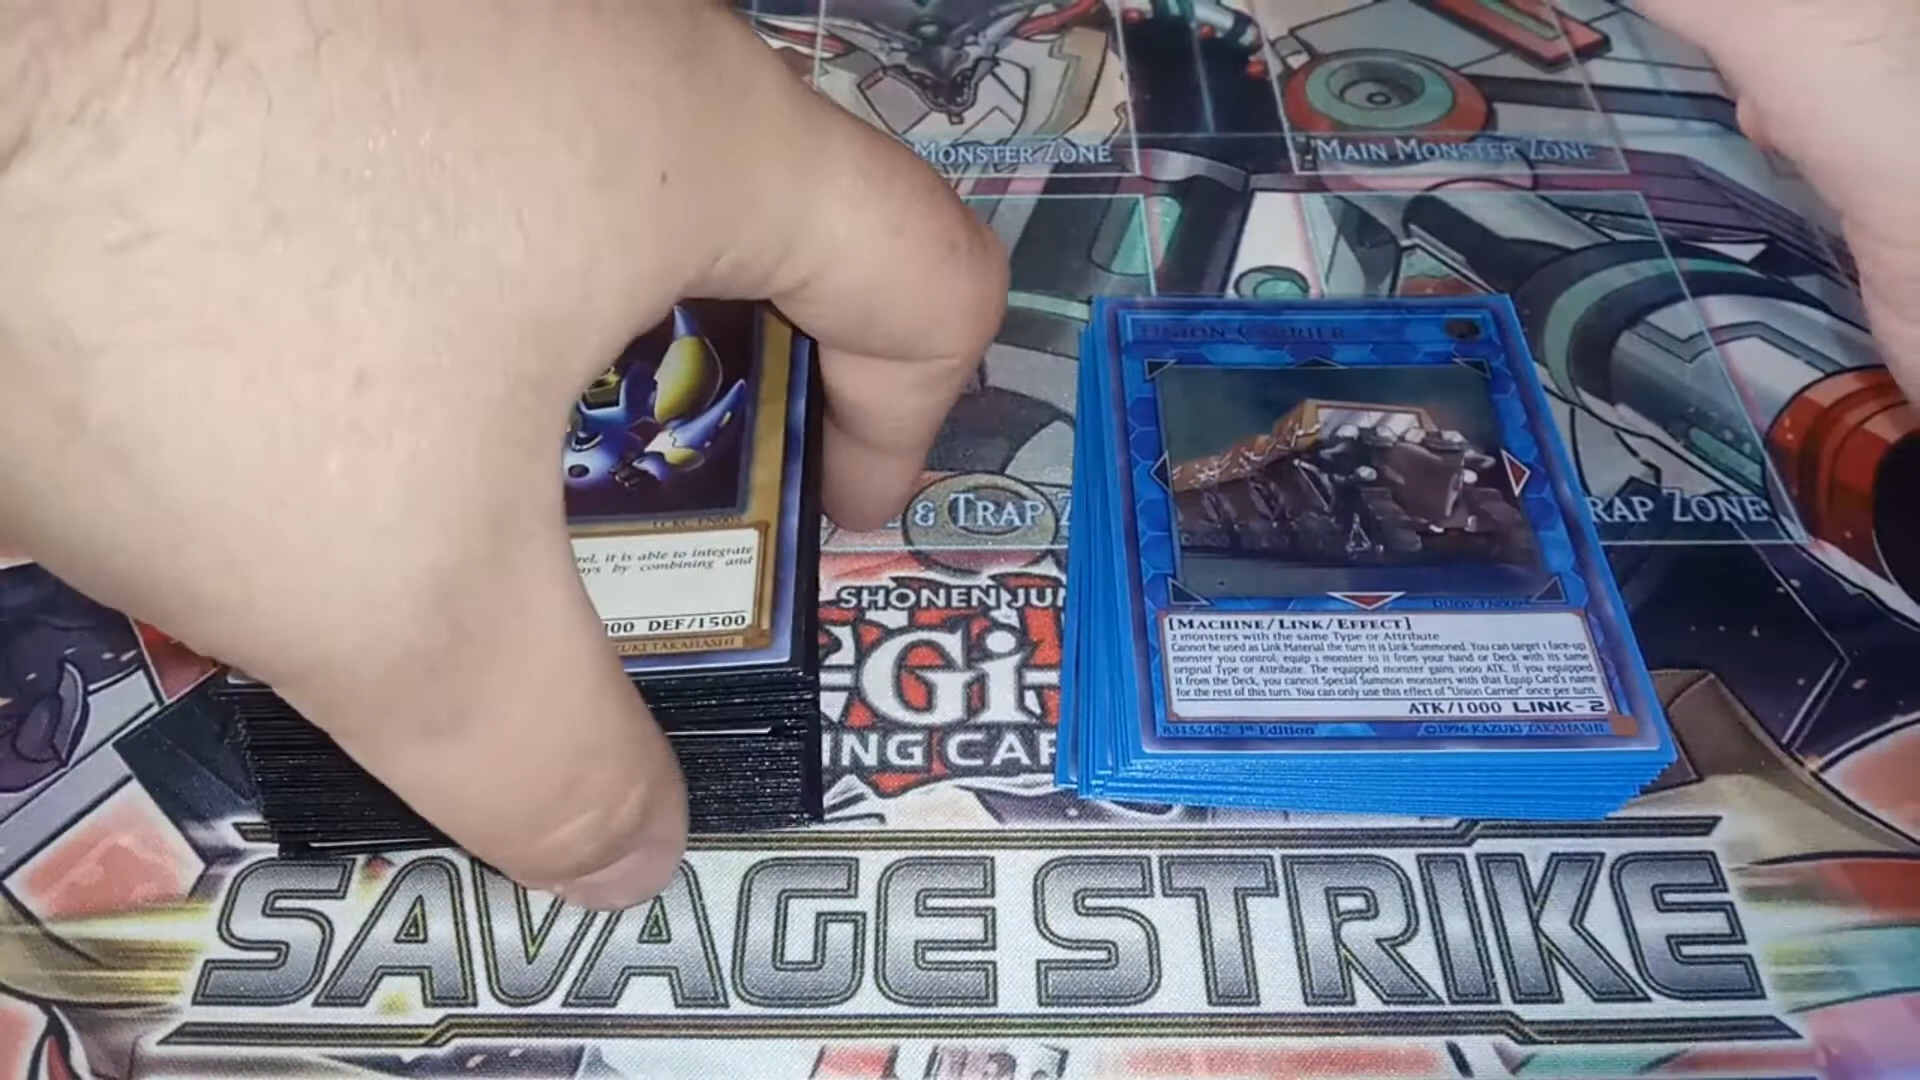 MONSTER ZONE
MAIN MONSTER ZONE
UNION CARRIER
& TRAP
RAP ZONE
rel, it is able to integrate
ays by combining and
00 DEF/1500
UKI TAKAHASHI
SHONEN JUM
[MACHINE/LINK/EFFECT]
2 monsters with the same Type or Attribute
Cannot be used as Link Material the turn it is Link Summoned. You can target 1 face-up
monster you control; equip 1 monster to it from your hand or Deck with its same
original Type or Attribute. The equipped monster gains 1000 ATK. If you equipped
it from the Deck, you cannot Special Summon monsters with that Equip Card's name
for the rest of this turn. You can only use this effect of "Union Carrier" once per turn.
ATK/1000 LINK-2
83152482 1st Edition ©1996 KAZUKI TAKAHASHI
Gi
ING CAR
SAVAGE STRIKE